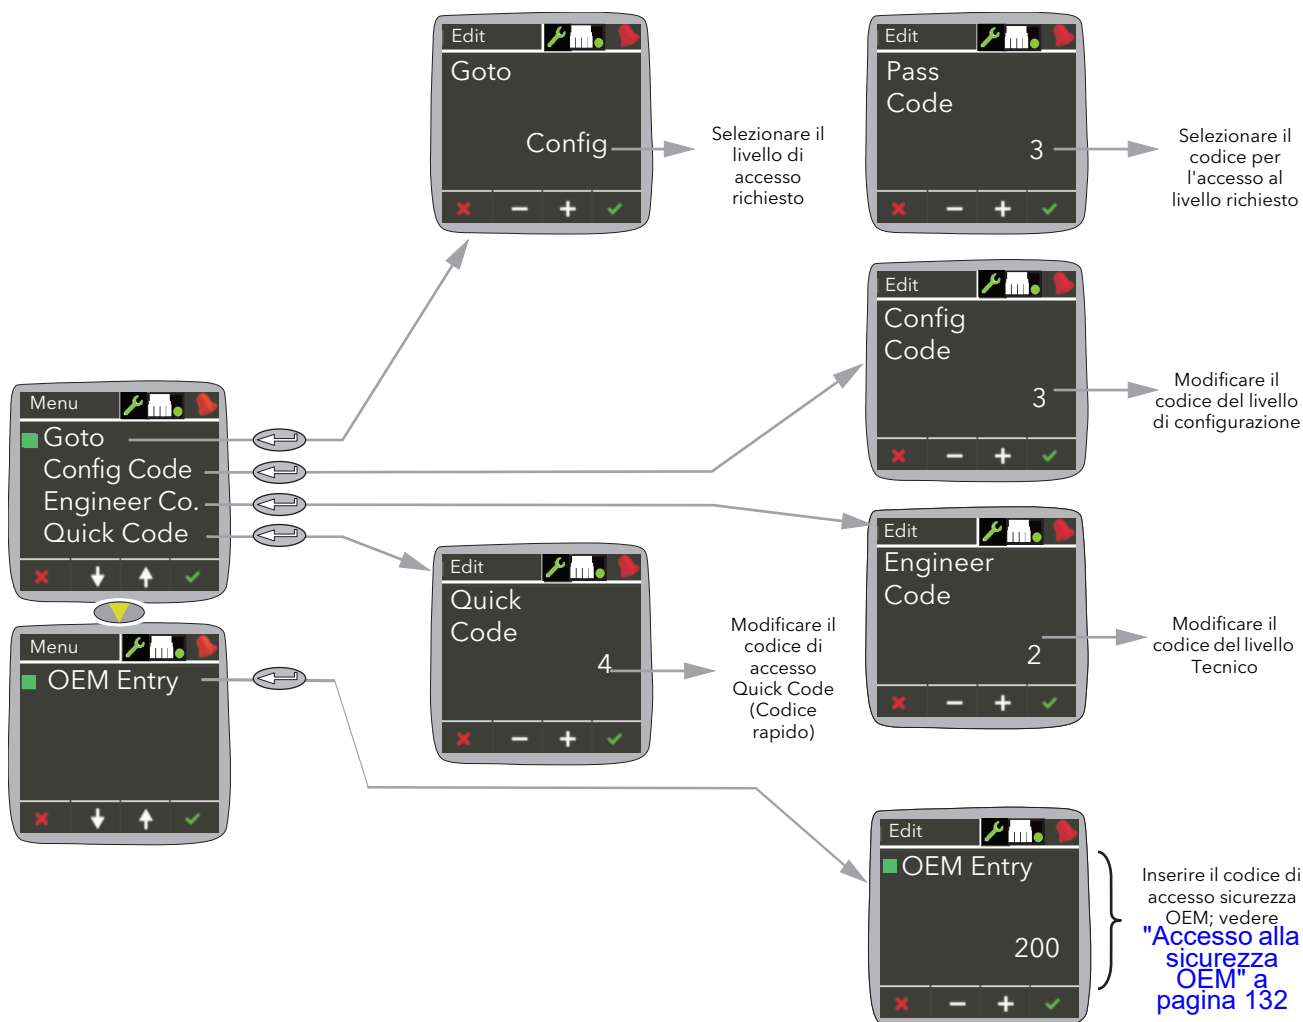 Edit
Goto
Config
Selezionare il
livello di
accesso
richiesto
Edit
Pass
Code
3
Selezionare il
codice per
l'accesso al
livello richiesto
Edit
Config
Code
3
Modificare il
codice del livello
di configurazione
Menu
Goto
Config Code
Engineer Co.
Quick Code
Edit
Engineer
Code
2
Modificare il
codice del livello
Tecnico
Edit
Quick
Code
4
Modificare il
codice di
accesso
Quick Code
(Codice
rapido)
Menu
OEM Entry
Edit
OEM Entry
200
Inserire il codice di
accesso sicurezza
OEM; vedere
"Accesso alla
sicurezza
OEM" a
pagina 132